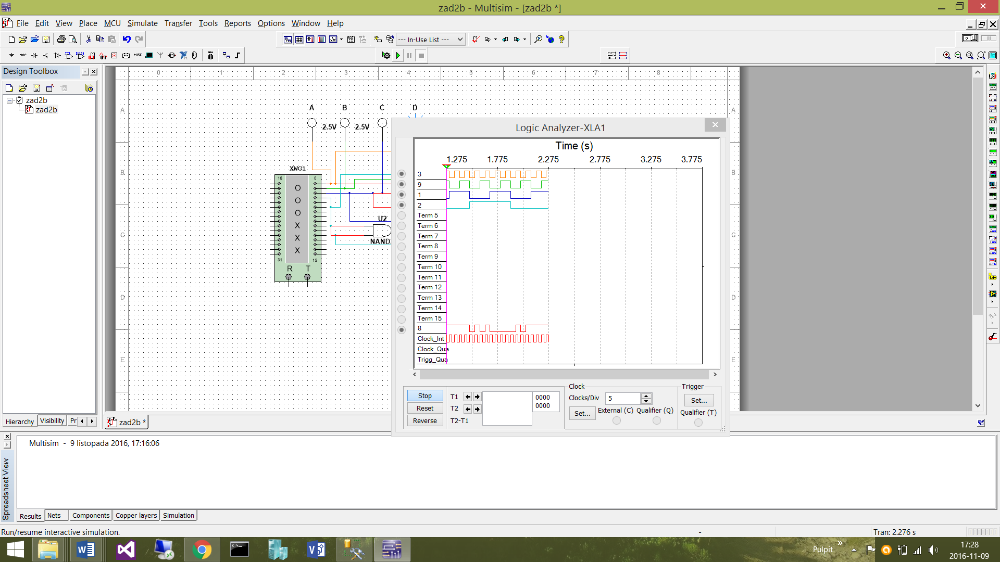 zad2b - Multisim - [zad2b *]
File Edit View Place MCU Simulate Transfer Tools Reports Options Window Help
--- In-Use List ---
MISC
Design Toolbox
zad2b
zad2b
0 1 2 3 4 5 6 7 8
A B C D
A A
2.5V 2.5V
Logic Analyzer-XLA1
Time (s)
1.275 1.775 2.275 2.775 3.275 3.775
XWG1
B B
16 0
O
O
O
X
X
X
31 15
R T
U2
NAND
C C
D D
E E
3
9
1
2
Term 5
Term 6
Term 7
Term 8
Term 9
Term 10
Term 11
Term 12
Term 13
Term 14
Term 15
8
Clock_Int
Clock_Qua
Trigg_Qua
Stop
Reset
Reverse
T1
T2
T2-T1
0000
0000
Clock
Clocks/Div 5
Set...
External (C) Qualifier (Q)
Trigger
Set...
Qualifier (T)
Hierarchy Visibility Pr
zad2b *
Multisim - 9 listopada 2016, 17:16:06
Spreadsheet View
Results Nets Components Copper layers Simulation
Run/resume interactive simulation.
-
Tran: 2.276 s
Pulpit
17:28
2016-11-09